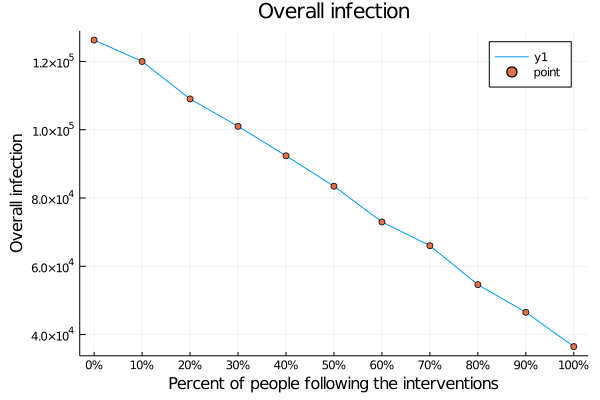 Overall infection
y1
point
Overall infection
1.2×10⁵
1.0×10⁵
8.0×10⁴
6.0×10⁴
4.0×10⁴
0% 10% 20% 30% 40% 50% 60% 70% 80% 90% 100%
Percent of people following the interventions